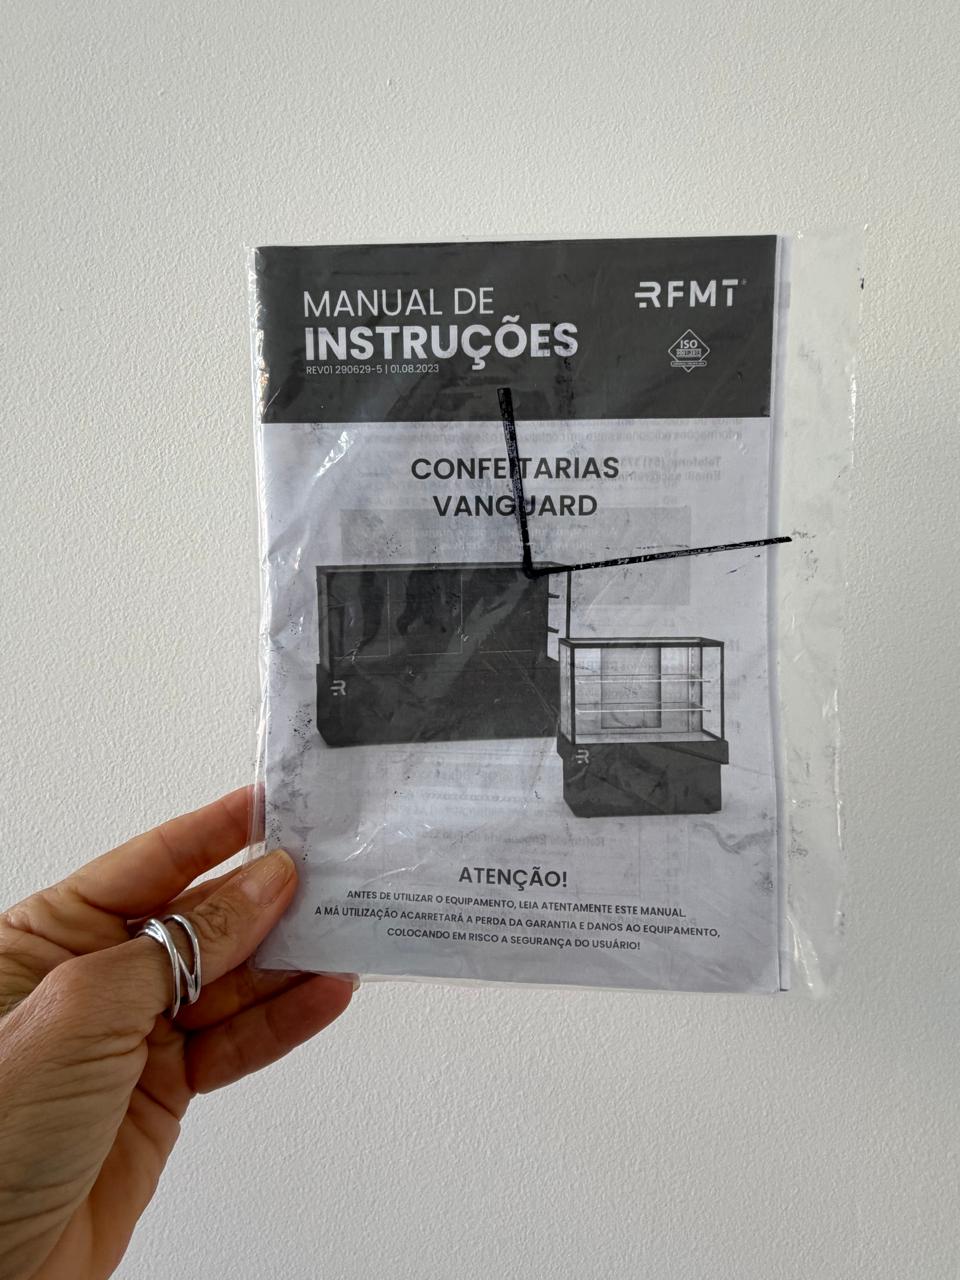 MANUAL DE
INSTRUÇÕES
REV01 290629-5 | 01.08.2023
RFMT
ISO
CONFEITARIAS
VANGUARD
ATENÇÃO!
ANTES DE UTILIZAR O EQUIPAMENTO, LEIA ATENTAMENTE ESTE MANUAL.
A MÁ UTILIZAÇÃO ACARRETARÁ A PERDA DA GARANTIA E DANOS AO EQUIPAMENTO,
COLOCANDO EM RISCO A SEGURANÇA DO USUÁRIO!